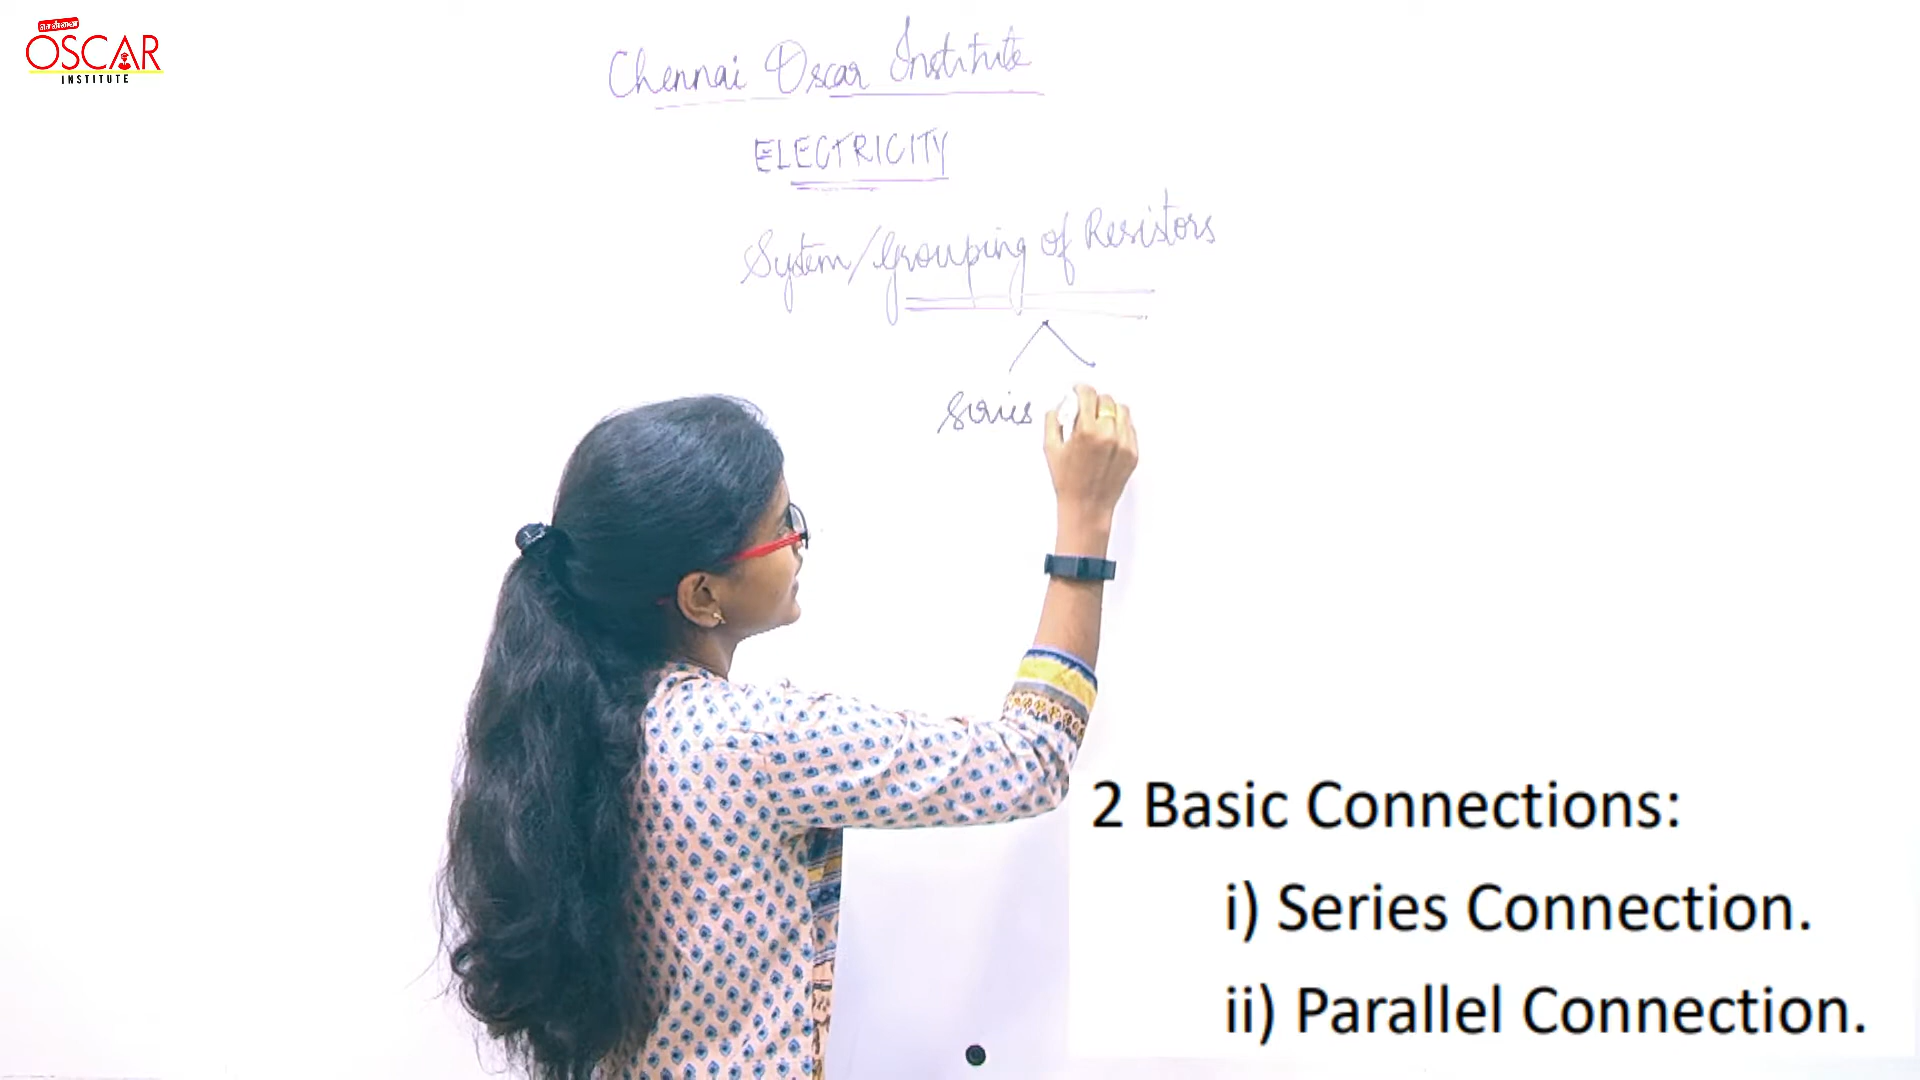 OSCAR
INSTITUTE
Chennai Oscar Institute
ELECTRICITY
System/Grouping of Resistors
Series
2 Basic Connections:
i) Series Connection.
ii) Parallel Connection.